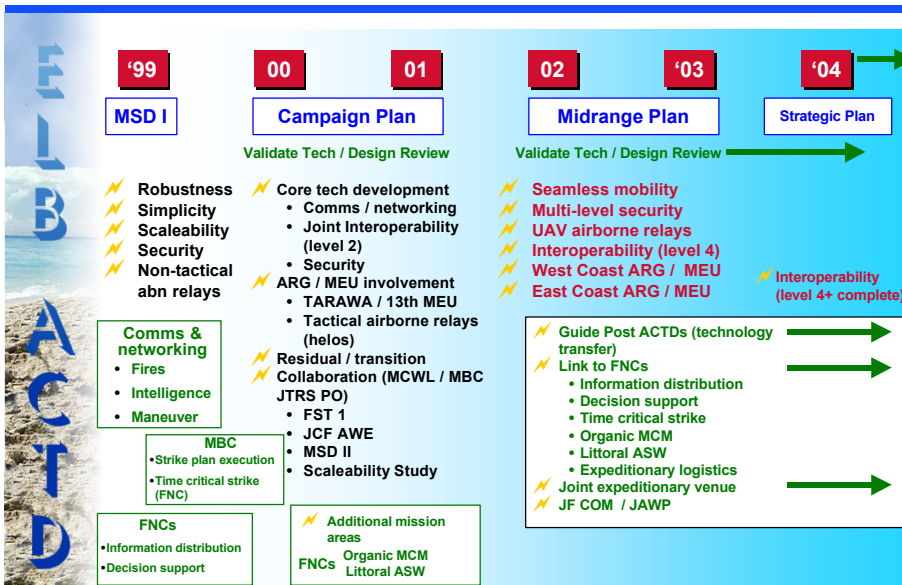 ELB ACTD
‘99
00
01
02
‘03
‘04
MSD I
Campaign Plan
Midrange Plan
Strategic Plan
Validate Tech / Design Review
Validate Tech / Design Review
Robustness
Simplicity
Scaleability
Security
Non-tactical
abn relays
Comms &
networking
• Fires
• Intelligence
• Maneuver
MBC
•Strike plan execution
•Time critical strike
(FNC)
FNCs
•Information distribution
•Decision support
Core tech development
• Comms / networking
• Joint Interoperability
(level 2)
• Security
ARG / MEU involvement
• TARAWA / 13th MEU
• Tactical airborne relays
(helos)
Residual / transition
Collaboration (MCWL / MBC
JTRS PO)
• FST 1
• JCF AWE
• MSD II
• Scaleability Study
Additional mission
areas
FNCs Organic MCM
Littoral ASW
Seamless mobility
Multi-level security
UAV airborne relays
Interoperability (level 4)
West Coast ARG / MEU
East Coast ARG / MEU
Interoperability
(level 4+ complete)
Guide Post ACTDs (technology
transfer)
Link to FNCs
• Information distribution
• Decision support
• Time critical strike
• Organic MCM
• Littoral ASW
• Expeditionary logistics
Joint expeditionary venue
JF COM / JAWP